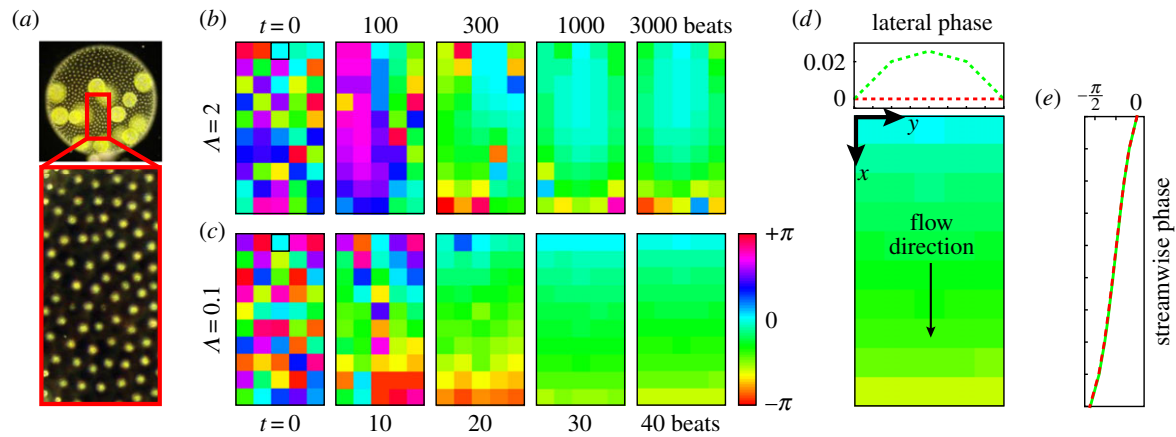 (a)
(b)
t = 0 100 300 1000 3000 beats
Λ = 2
(c)
Λ = 0.1
t = 0 10 20 30 40 beats
+π
0
−π
(d)
lateral phase
0.02
0
y
x
flow
direction
(e)
−π/2 0
streamwise phase